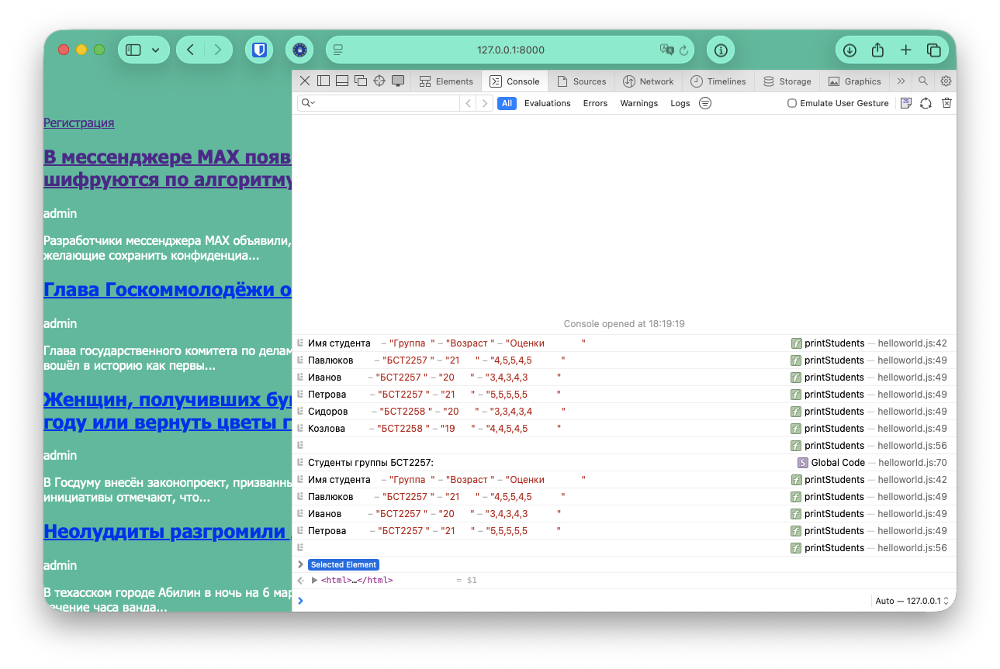 127.0.0.1:8000
Регистрация
В мессенджере MAX появ
шифруются по алгоритму
admin
Разработчики мессенджера MAX объявили,
желающие сохранить конфиденциа...
Глава Госкоммолодёжи о
admin
Глава государственного комитета по делам
вошёл в историю как первы...
Женщин, получивших бу
году или вернуть цветы г
admin
В Госдуму внесён законопроект, призванны
инициативы отмечают, что...
Неолуддиты разгромили
admin
В техасском городе Абилин в ночь на 6 мар
течение часа ванда...
Elements Console Sources Network Timelines Storage Graphics
All Evaluations Errors Warnings Logs Emulate User Gesture
Console opened at 18:19:19
Имя студента – "Группа " – "Возраст " – "Оценки " printStudents — helloworld.js:42
Павлюков – "БСТ2257 " – "21 " – "4,5,5,4,5 " printStudents — helloworld.js:49
Иванов – "БСТ2257 " – "20 " – "3,4,3,4,3 " printStudents — helloworld.js:49
Петрова – "БСТ2257 " – "21 " – "5,5,5,5,5 " printStudents — helloworld.js:49
Сидоров – "БСТ2258 " – "20 " – "3,3,4,3,4 " printStudents — helloworld.js:49
Козлова – "БСТ2258 " – "19 " – "4,4,5,4,5 " printStudents — helloworld.js:49
printStudents — helloworld.js:56
Студенты группы БСТ2257: S Global Code — helloworld.js:70
Имя студента – "Группа " – "Возраст " – "Оценки " printStudents — helloworld.js:42
Павлюков – "БСТ2257 " – "21 " – "4,5,5,4,5 " printStudents — helloworld.js:49
Иванов – "БСТ2257 " – "20 " – "3,4,3,4,3 " printStudents — helloworld.js:49
Петрова – "БСТ2257 " – "21 " – "5,5,5,5,5 " printStudents — helloworld.js:49
printStudents — helloworld.js:56
Selected Element
<html>…</html> = $1
Auto — 127.0.0.1